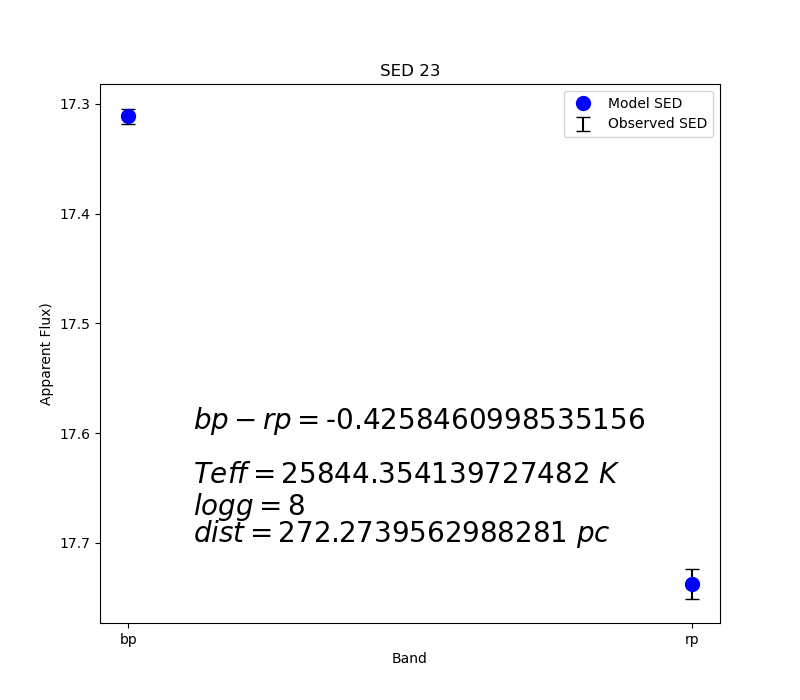 SED 23
Model SED
Observed SED
17.3
17.4
17.5
17.6
17.7
Apparent Flux)
bp − rp = -0.4258460998535156
Teff = 25844.354139727482 K
logg = 8
dist = 272.2739562988281 pc
bp
rp
Band